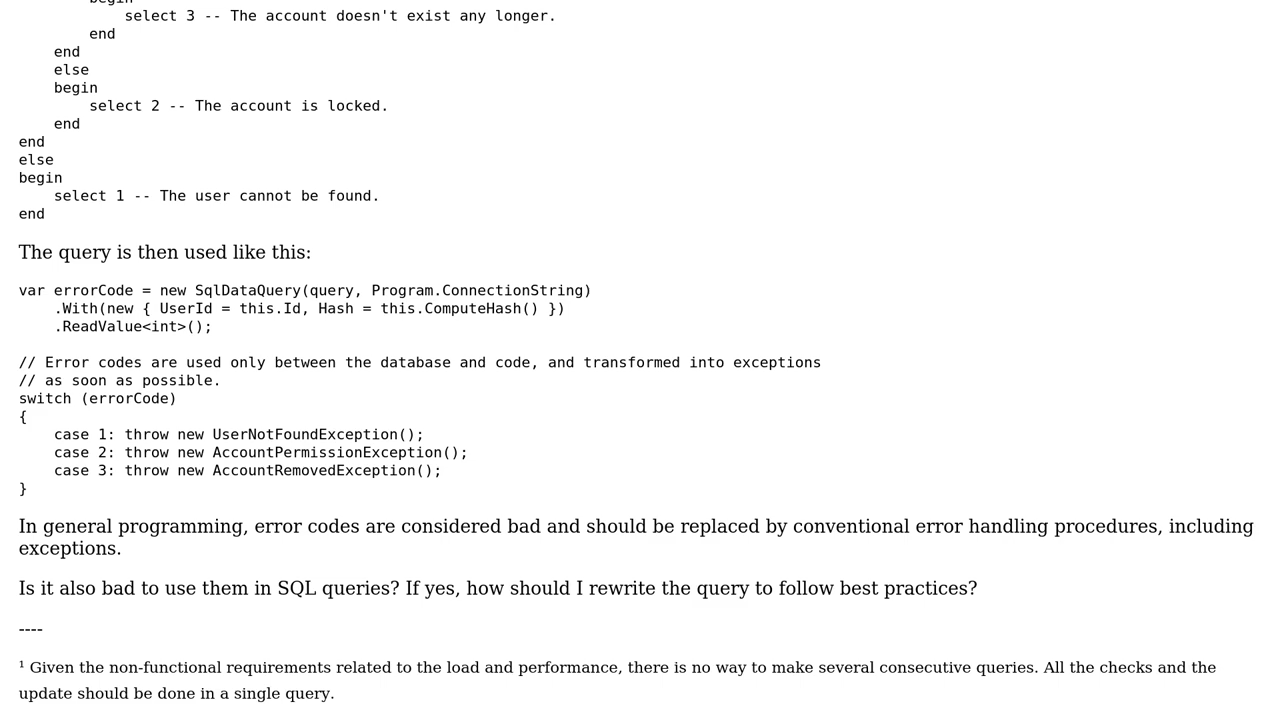 begin
            select 3 -- The account doesn't exist any longer.
        end
    end
    else
    begin
        select 2 -- The account is locked.
    end
end
else
begin
    select 1 -- The user cannot be found.
end
The query is then used like this:
var errorCode = new SqlDataQuery(query, Program.ConnectionString)
    .With(new { UserId = this.Id, Hash = this.ComputeHash() })
    .ReadValue<int>();
// Error codes are used only between the database and code, and transformed into exceptions
// as soon as possible.
switch (errorCode)
{
    case 1: throw new UserNotFoundException();
    case 2: throw new AccountPermissionException();
    case 3: throw new AccountRemovedException();
}
In general programming, error codes are considered bad and should be replaced by conventional error handling procedures, including
exceptions.
Is it also bad to use them in SQL queries? If yes, how should I rewrite the query to follow best practices?
----
¹ Given the non-functional requirements related to the load and performance, there is no way to make several consecutive queries. All the checks and the
update should be done in a single query.